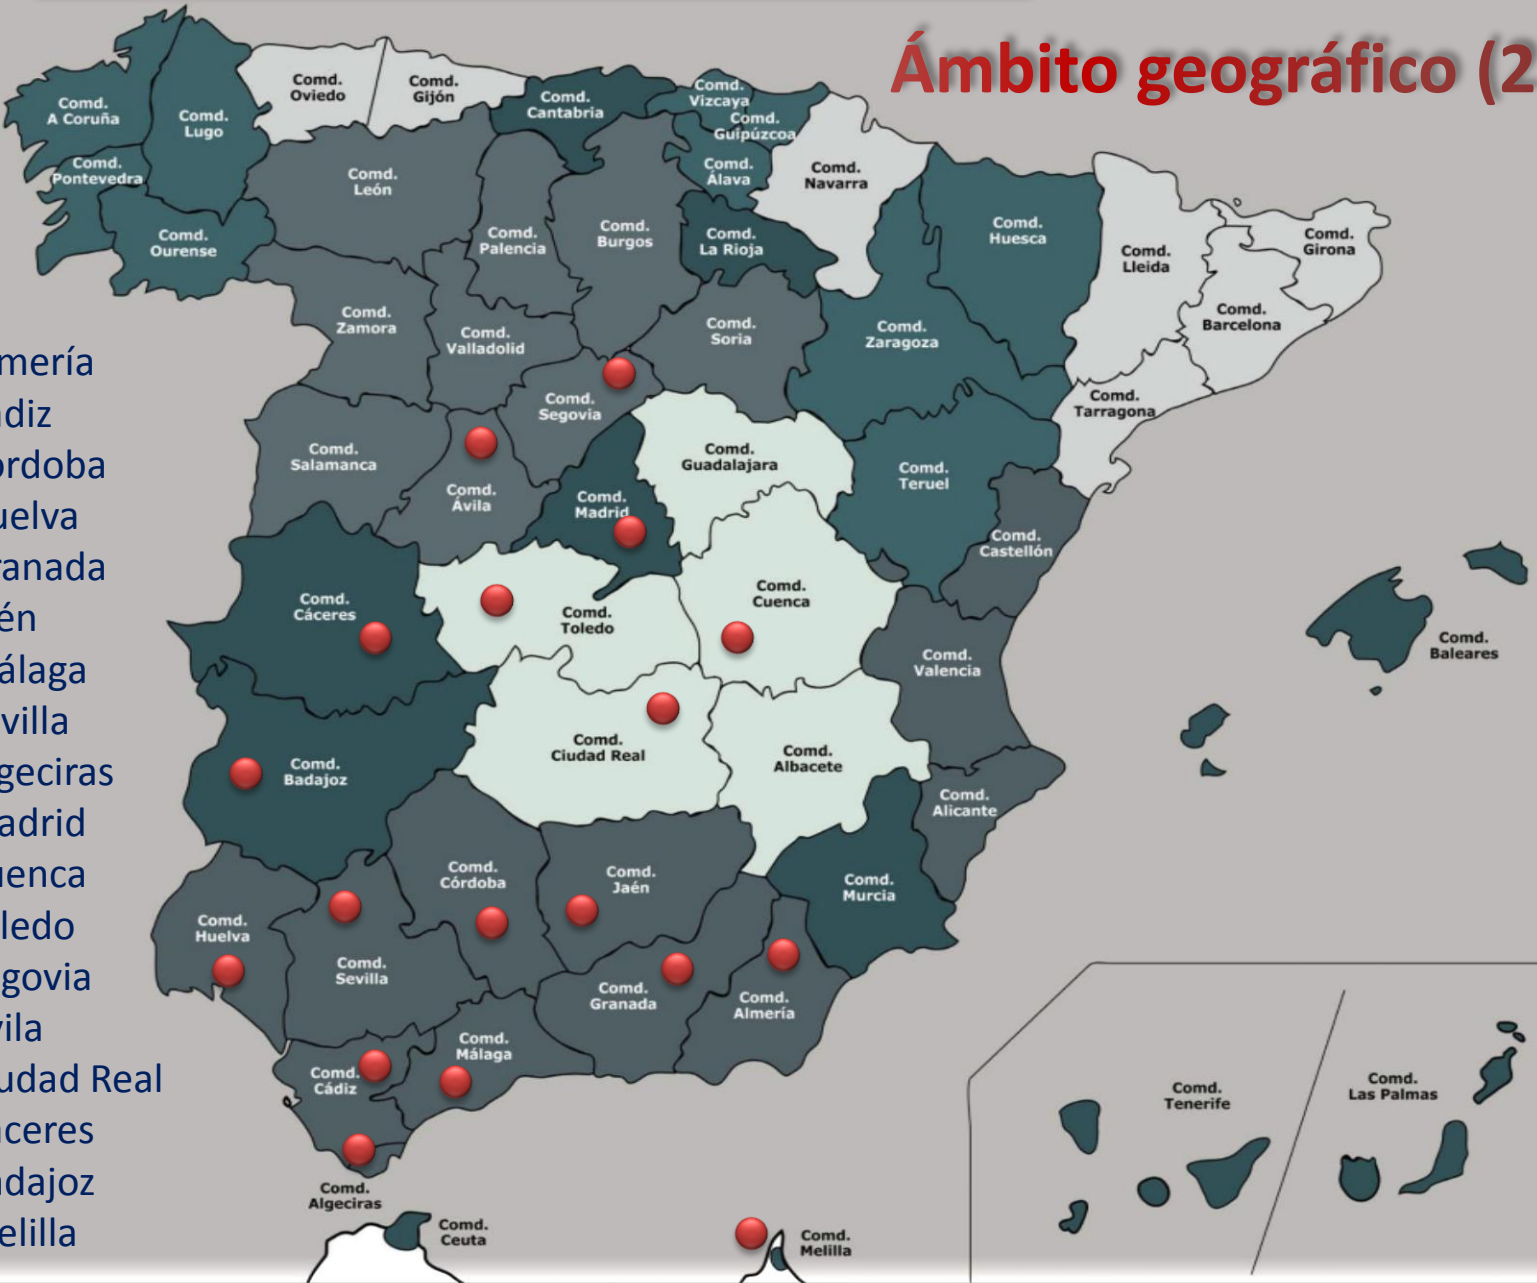 Ámbito geográfico (2
Comd.
Oviedo
Comd.
Gijón
Comd.
Cantabria
Comd.
Vizcaya
Comd.
Guipúzcoa
Comd.
A Coruña
Comd.
Lugo
Comd.
Pontevedra
Comd.
Ourense
Comd.
León
Comd.
Palencia
Comd.
Burgos
Comd.
Álava
Comd.
La Rioja
Comd.
Navarra
Comd.
Huesca
Comd.
Lleida
Comd.
Girona
Comd.
Barcelona
Comd.
Zamora
Comd.
Valladolid
Comd.
Soria
Comd.
Zaragoza
Comd.
Tarragona
Comd.
Segovia
Comd.
Salamanca
Comd.
Ávila
Comd.
Madrid
Comd.
Guadalajara
Comd.
Teruel
Comd.
Castellón
Comd.
Cáceres
Comd.
Toledo
Comd.
Cuenca
Comd.
Valencia
Comd.
Baleares
Comd.
Badajoz
Comd.
Ciudad Real
Comd.
Albacete
Comd.
Alicante
Comd.
Murcia
Comd.
Córdoba
Comd.
Jaén
Comd.
Huelva
Comd.
Sevilla
Comd.
Granada
Comd.
Almería
Comd.
Málaga
Comd.
Cádiz
Comd.
Algeciras
Comd.
Ceuta
Comd.
Melilla
Comd.
Tenerife
Comd.
Las Palmas
mería
diz
rdoba
uelva
ranada
én
álaga
villa
geciras
adrid
uenca
ledo
govia
vila
udad Real
áceres
adajoz
elilla